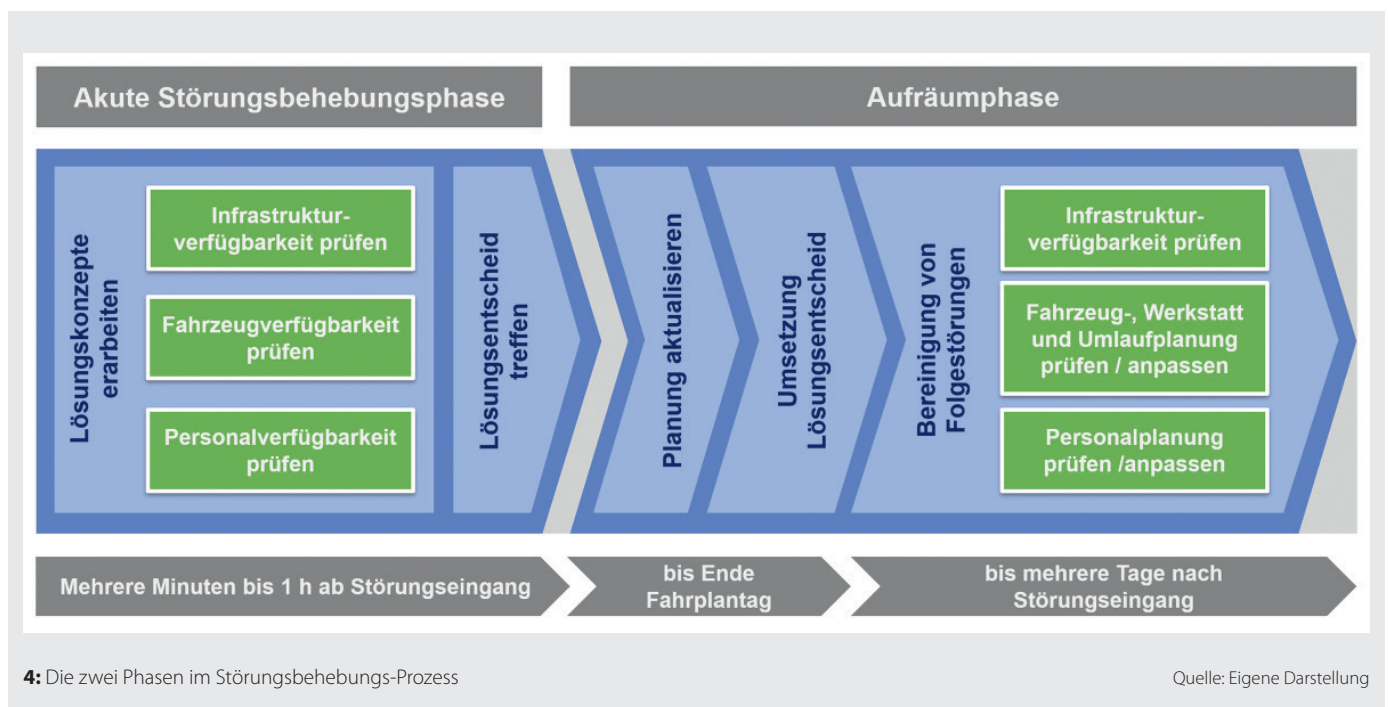 Akute Störungsbehebungsphase
Aufräumphase
Lösungskonzepte
erarbeiten
Infrastruktur-
verfügbarkeit prüfen
Fahrzeugverfügbarkeit
prüfen
Personalverfügbarkeit
prüfen
Lösungsentscheid
treffen
Planung aktualisieren
Umsetzung
Lösungsentscheid
Bereinigung von
Folgestörungen
Infrastruktur-
verfügbarkeit prüfen
Fahrzeug-, Werkstatt
und Umlaufplanung
prüfen / anpassen
Personalplanung
prüfen /anpassen
Mehrere Minuten bis 1 h ab Störungseingang
bis Ende
Fahrplantag
bis mehrere Tage nach
Störungseingang
4: Die zwei Phasen im Störungsbehebungs-Prozess
Quelle: Eigene Darstellung